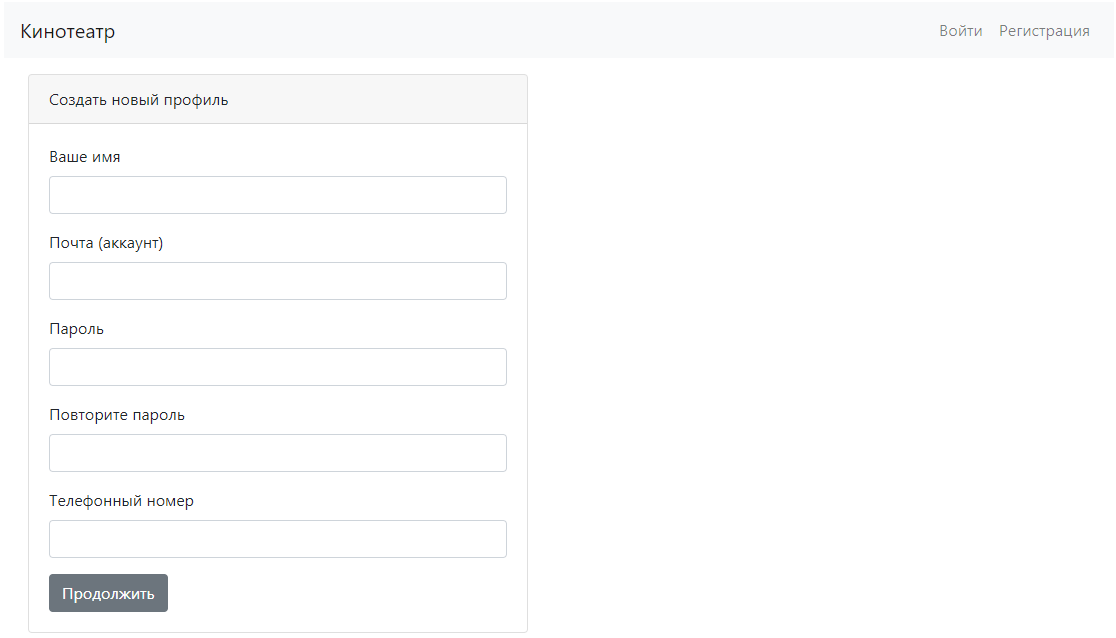 Кинотеатр
Войти Регистрация
Создать новый профиль
Ваше имя
Почта (аккаунт)
Пароль
Повторите пароль
Телефонный номер
Продолжить